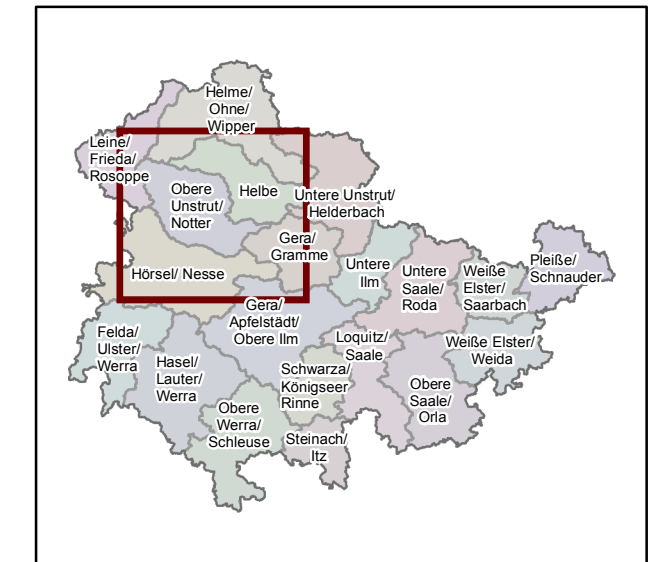 Helme/
Ohne/
Wipper
Leine/
Frieda/
Rosoppe
Obere
Unstrut/
Notter
Helbe
Untere Unstrut/
Helderbach
Gera/
Gramme
Hörsel/ Nesse
Untere
Ilm
Untere
Saale/
Roda
Weiße
Elster/
Saarbach
Pleiße/
Schnauder
Gera/
Apfelstädt/
Obere Ilm
Felda/
Ulster/
Werra
Hasel/
Lauter/
Werra
Loquitz/
Saale
Weiße Elster/
Weida
Schwarza/
Königseer
Rinne
Obere
Saale/
Orla
Obere
Werra/
Schleuse
Steinach/
Itz